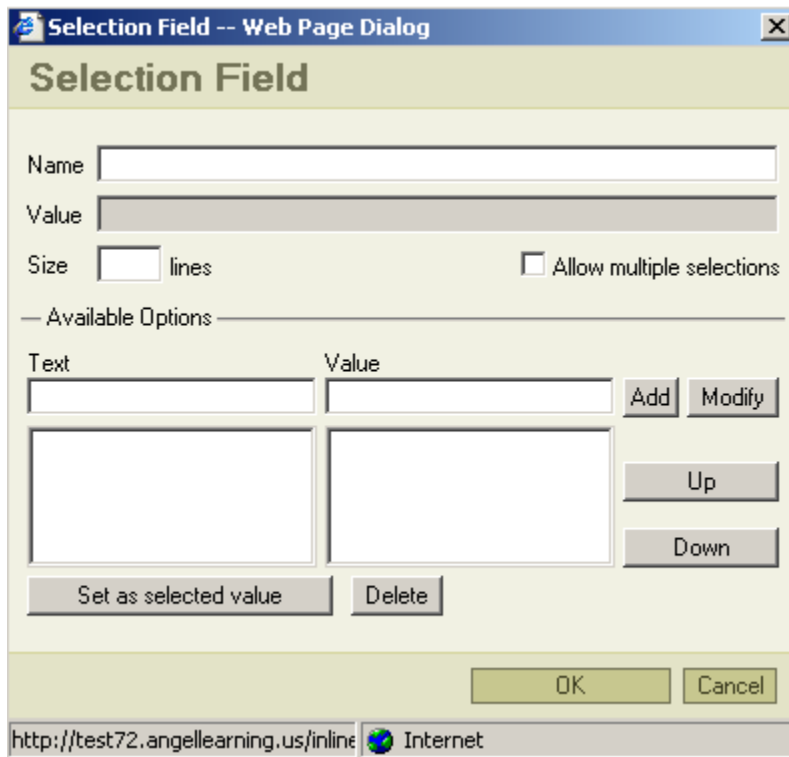 Selection Field -- Web Page Dialog
Selection Field
Name
Value
Size lines Allow multiple selections
Available Options
Text Value
Add Modify
Up
Down
Set as selected value Delete
OK Cancel
http://test72.angellearning.us/inline Internet